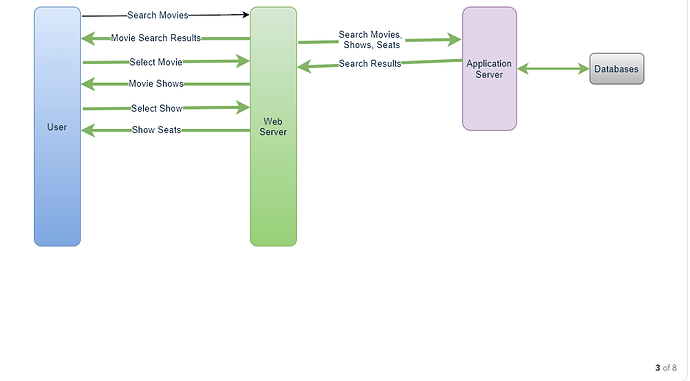 Search Movies
Movie Search Results
Select Movie
Movie Shows
Select Show
Show Seats
User
Web
Server
Search Movies,
Shows, Seats
Search Results
Application
Server
Databases
3 of 8